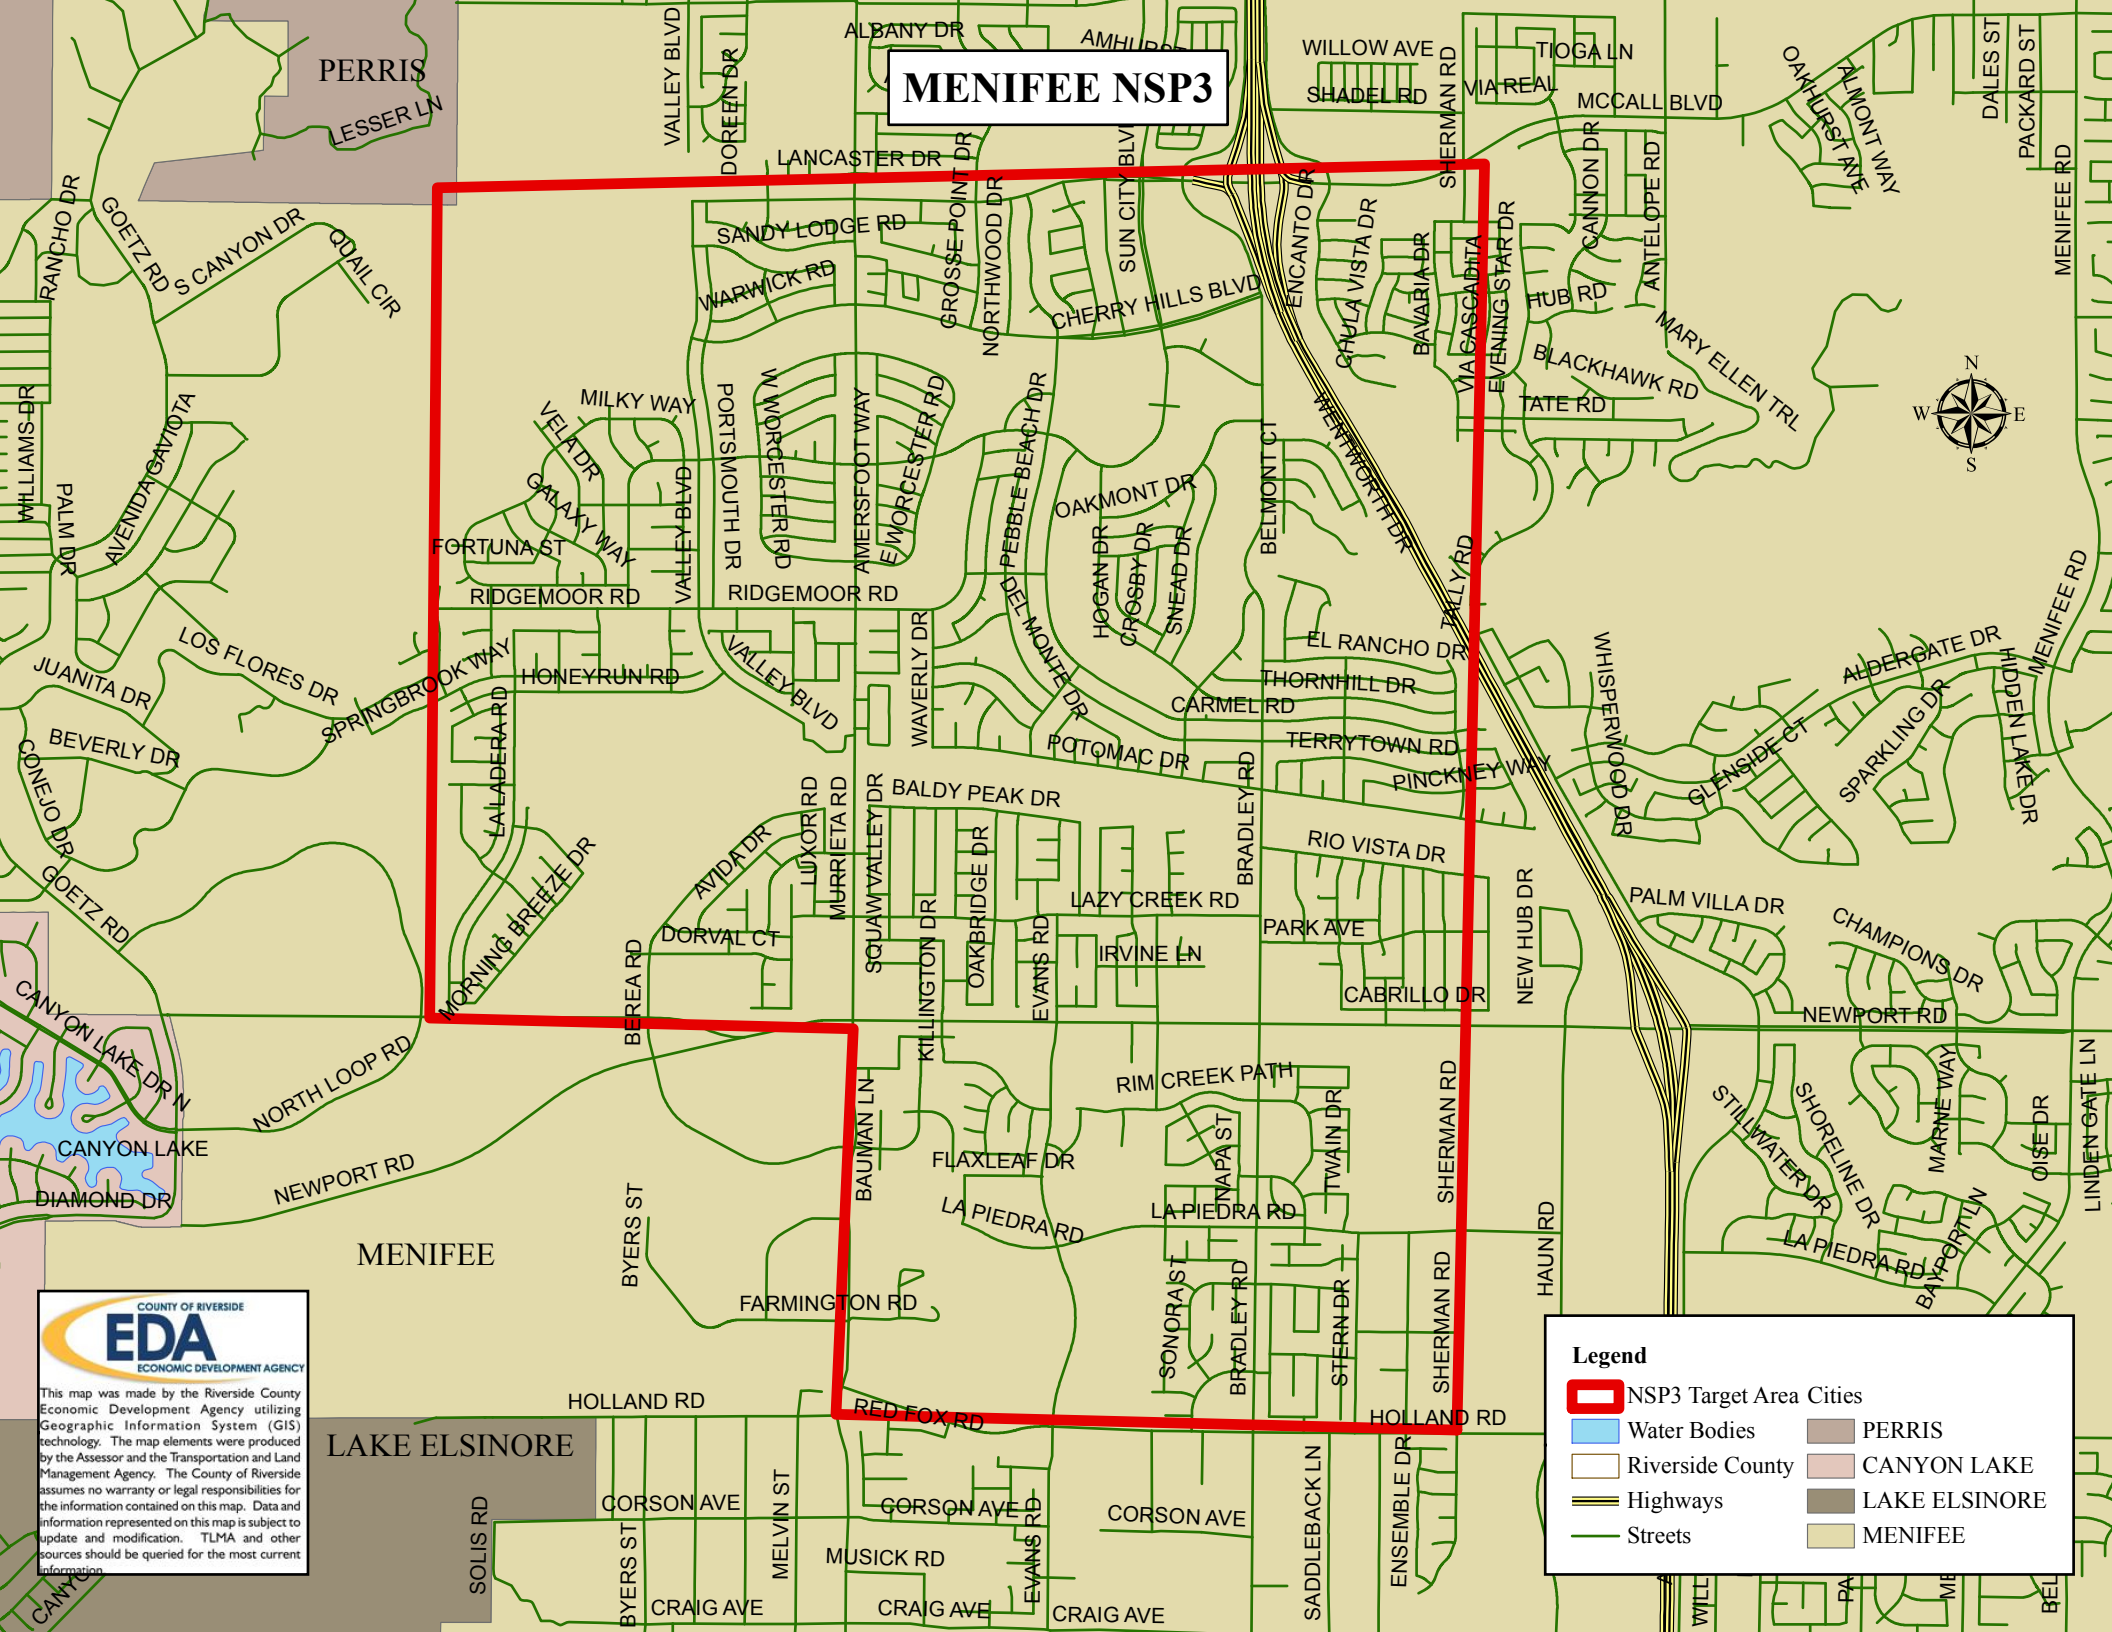 MENIFEE NSP3
PERRIS
LESSER LN
VALLEY BLVD
DOREEN DR
ALBANY DR
WILLOW AVE
SHADEL RD
SHERMAN RD
VIA REAL
TIOGA LN
MCCALL BLVD
OAKHURST AVE
ALMONT WAY
DALES ST
PACKARD ST
MENIFEE RD
LANCASTER DR
GROSSE POINT DR
NORTHWOOD DR
ENCANTO DR
CANNON DR
ANTELOPE RD
RANCHO DR
GOETZ RD
S CANYON DR
QUAIL CIR
SANDY LODGE RD
WARWICK RD
CHERRY HILLS BLVD
CHULA VISTA DR
BAVARIA DR
VIA CASCADITA
EVENING STAR DR
HUB RD
MARY ELLEN TRL
BLACKHAWK RD
TATE RD
N
W
E
S
WILLIAMS DR
PALM DR
AVENIDA GAVIOTA
MILKY WAY
VELA DR
GALAXY WAY
FORTUNA ST
VALLEY BLVD
PORTSMOUTH DR
W WORCESTER RD
AMERSFOOT WAY
E WORCESTER RD
PEBBLE BEACH DR
OAKMONT DR
HOGAN DR
CROSBY DR
SNEAD DR
BELMONT CT
WENTWORTH DR
TALLY RD
RIDGEMOOR RD
RIDGEMOOR RD
LOS FLORES DR
JUANITA DR
SPRINGBROOK WAY
HONEYRUN RD
VALLEY BLVD
WAVERLY DR
DEL MONTE DR
EL RANCHO DR
THORNHILL DR
CARMEL RD
TERRYTOWN RD
PINCKNEY WAY
POTOMAC DR
WHISPERWOOD DR
ALDERGATE DR
HIDDEN LAKE DR
MENIFEE RD
GLENSIDE CT
SPARKLING DR
BEVERLY DR
CONEJO DR
GOETZ RD
LA LADERA RD
MORNING BREEZE DR
AVIDA DR
LUXOR RD
MURRIETA RD
SQUAW VALLEY DR
BALDY PEAK DR
OAKBRIDGE DR
KILLINGTON DR
EVANS RD
LAZY CREEK RD
IRVINE LN
BRADLEY RD
RIO VISTA DR
PARK AVE
CABRILLO DR
NEW HUB DR
PALM VILLA DR
CHAMPIONS DR
NEWPORT RD
DORVAL CT
BEREA RD
CANYON LAKE DR N
CANYON LAKE
DIAMOND DR
NORTH LOOP RD
NEWPORT RD
BAUMAN LN
FLAXLEAF DR
LA PIEDRA RD
RIM CREEK PATH
NAPA ST
TWAIN DR
LA PIEDRA RD
SHERMAN RD
SHERMAN RD
HAUN RD
STILLWATER DR
SHORELINE DR
MARNE WAY
OISE DR
LINDEN GATE LN
LA PIEDRA RD
BAYPORT LN
MENIFEE
BYERS ST
FARMINGTON RD
SONORA ST
BRADLEY RD
STERN DR
HOLLAND RD
RED FOX RD
HOLLAND RD
LAKE ELSINORE
SOLIS RD
CORSON AVE
CORSON AVE
CORSON AVE
BYERS ST
MELVIN ST
MUSICK RD
EVANS RD
SADDLEBACK LN
ENSEMBLE DR
CRAIG AVE
CRAIG AVE
CRAIG AVE
COUNTY OF RIVERSIDE
EDA
ECONOMIC DEVELOPMENT AGENCY
This map was made by the Riverside County
Economic Development Agency utilizing
Geographic Information System (GIS)
technology. The map elements were produced
by the Assessor and the Transportation and Land
Management Agency. The County of Riverside
assumes no warranty or legal responsibilities for
the information contained on this map. Data and
information represented on this map is subject to
update and modification. TLMA and other
sources should be queried for the most current
information.
Legend
NSP3 Target Area
Water Bodies
Riverside County
Highways
Streets
Cities
PERRIS
CANYON LAKE
LAKE ELSINORE
MENIFEE